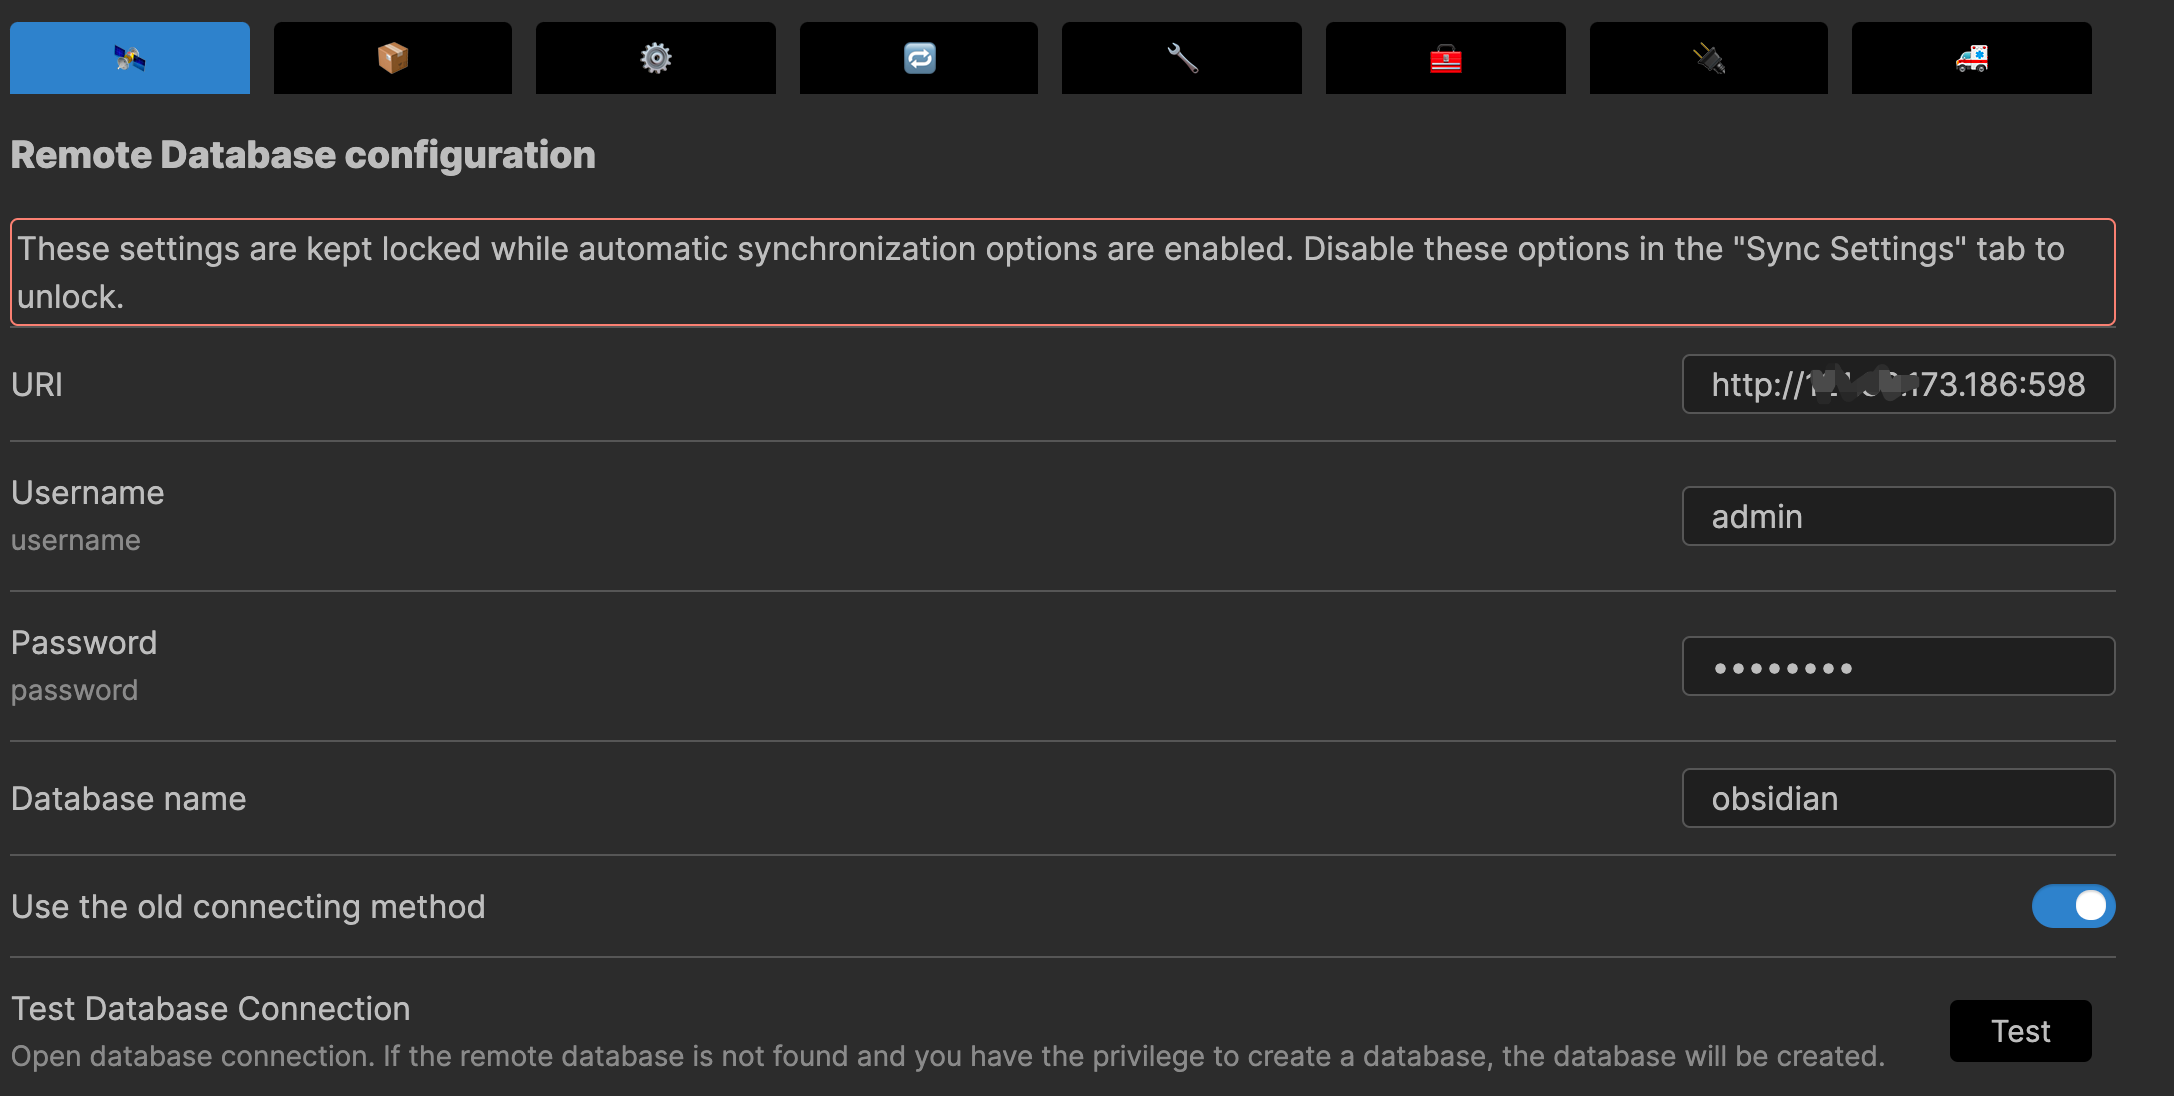 Remote Database configuration
These settings are kept locked while automatic synchronization options are enabled. Disable these options in the "Sync Settings" tab to
unlock.
URI
http:// 173.186:598
Username
username
admin
Password
password
••••••••
Database name
obsidian
Use the old connecting method
Test Database Connection
Open database connection. If the remote database is not found and you have the privilege to create a database, the database will be created.
Test